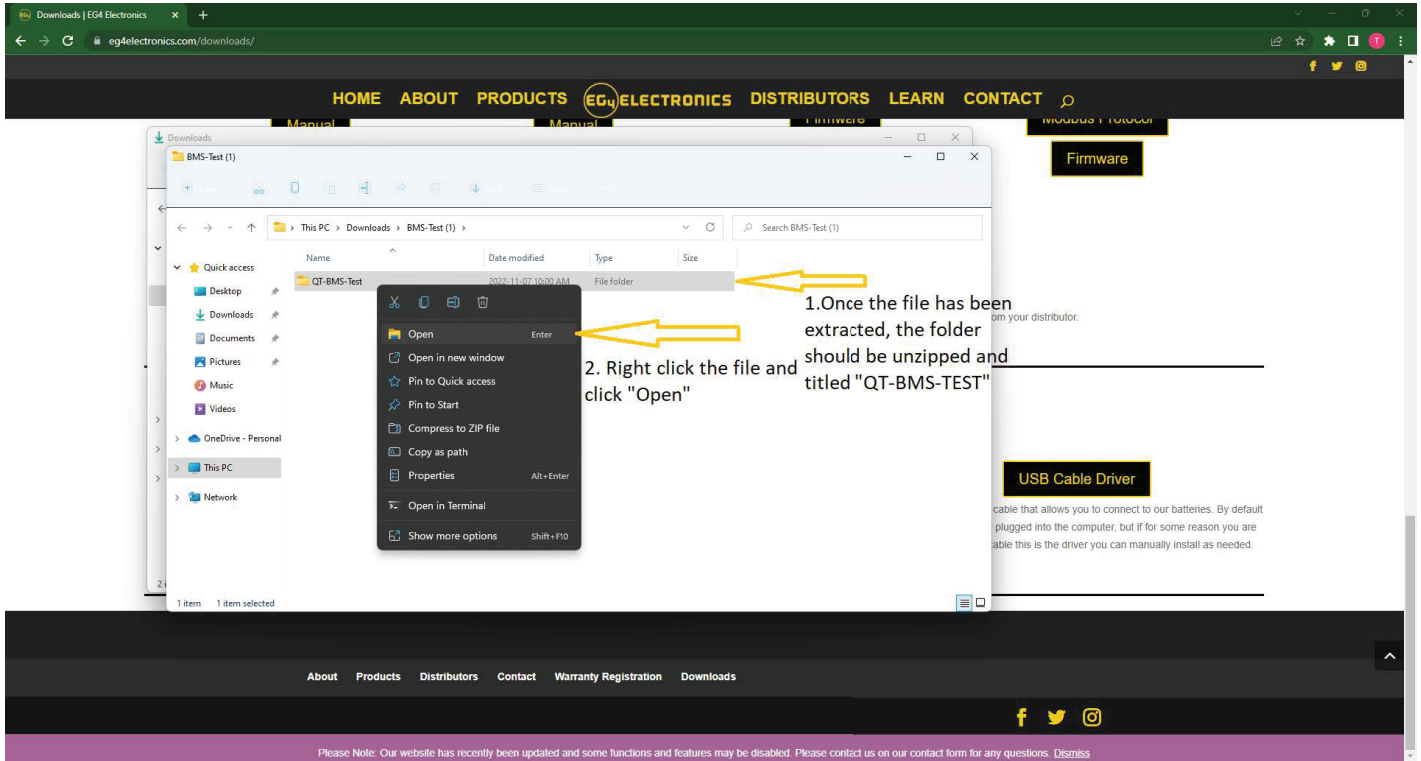 Downloads | EG4 Electronics
eg4electronics.com/downloads/
T
HOME ABOUT PRODUCTS EG4 ELECTRONICS DISTRIBUTORS LEARN CONTACT
Manual Manual Firmware Modbus Protocol
Firmware
Downloads
BMS-Test (1)
This PC > Downloads > BMS-Test (1) >
Search BMS-Test (1)
Name Date modified Type Size
QT-BMS-Test 2022-11-07 10:00 AM File folder
Quick access
Desktop
Downloads
Documents
Pictures
Music
Videos
OneDrive - Personal
This PC
Network
Open Enter
Open in new window
Pin to Quick access
Pin to Start
Compress to ZIP file
Copy as path
Properties Alt+Enter
Open in Terminal
Show more options Shift+F10
1.Once the file has been
extracted, the folder
should be unzipped and
titled "QT-BMS-TEST"
2. Right click the file and
click "Open"
om your distributor.
USB Cable Driver
cable that allows you to connect to our batteries. By default
plugged into the computer, but if for some reason you are
able this is the driver you can manually install as needed.
2 i
1 item 1 item selected
About Products Distributors Contact Warranty Registration Downloads
Please Note: Our website has recently been updated and some functions and features may be disabled. Please contact us on our contact form for any questions. Dismiss